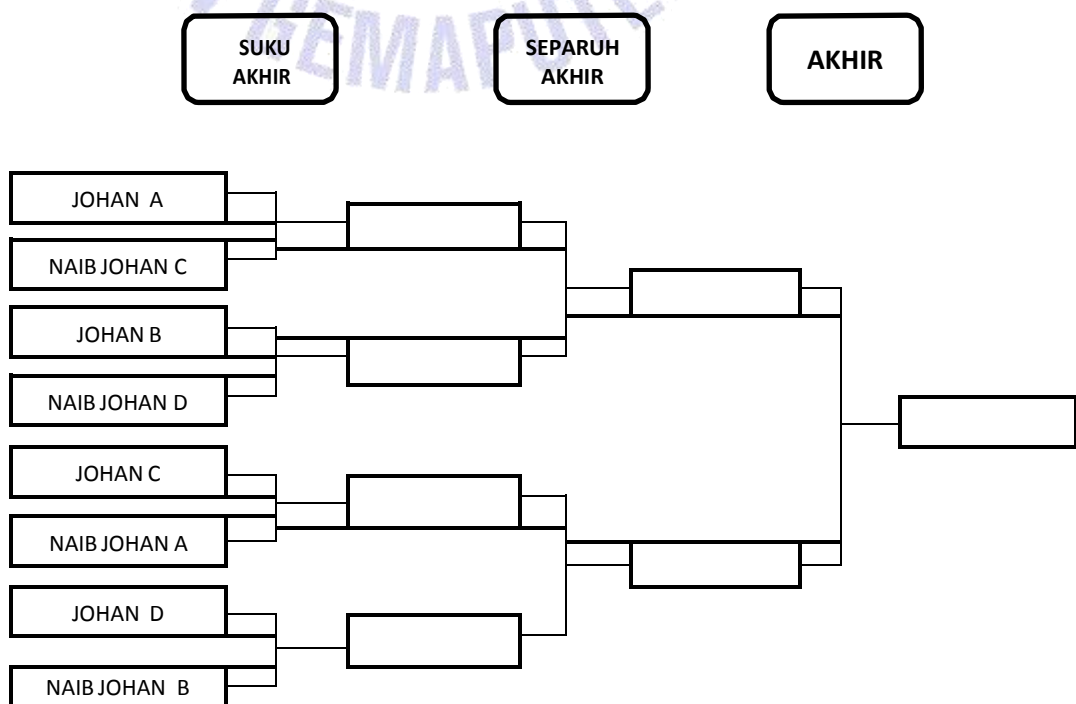 SUKU
AKHIR
SEPARUH
AKHIR
AKHIR
JOHAN A
NAIB JOHAN C
JOHAN B
NAIB JOHAN D
JOHAN C
NAIB JOHAN A
JOHAN D
NAIB JOHAN B